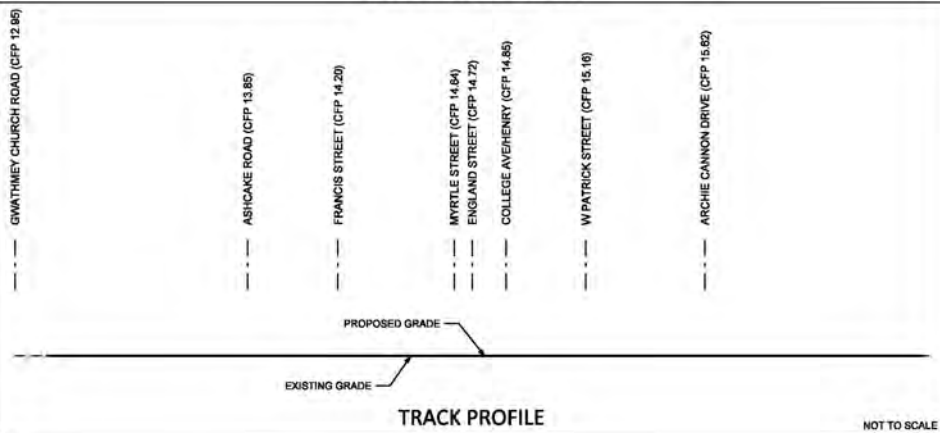 GWATHMEY CHURCH ROAD (CFP 12.95)
ASHCAKE ROAD (CFP 13.85)
FRANCIS STREET (CFP 14.20)
MYRTLE STREET (CFP 14.64)
ENGLAND STREET (CFP 14.72)
COLLEGE AVE/HENRY (CFP 14.85)
W PATRICK STREET (CFP 15.16)
ARCHIE CANNON DRIVE (CFP 15.62)
PROPOSED GRADE
EXISTING GRADE
TRACK PROFILE
NOT TO SCALE